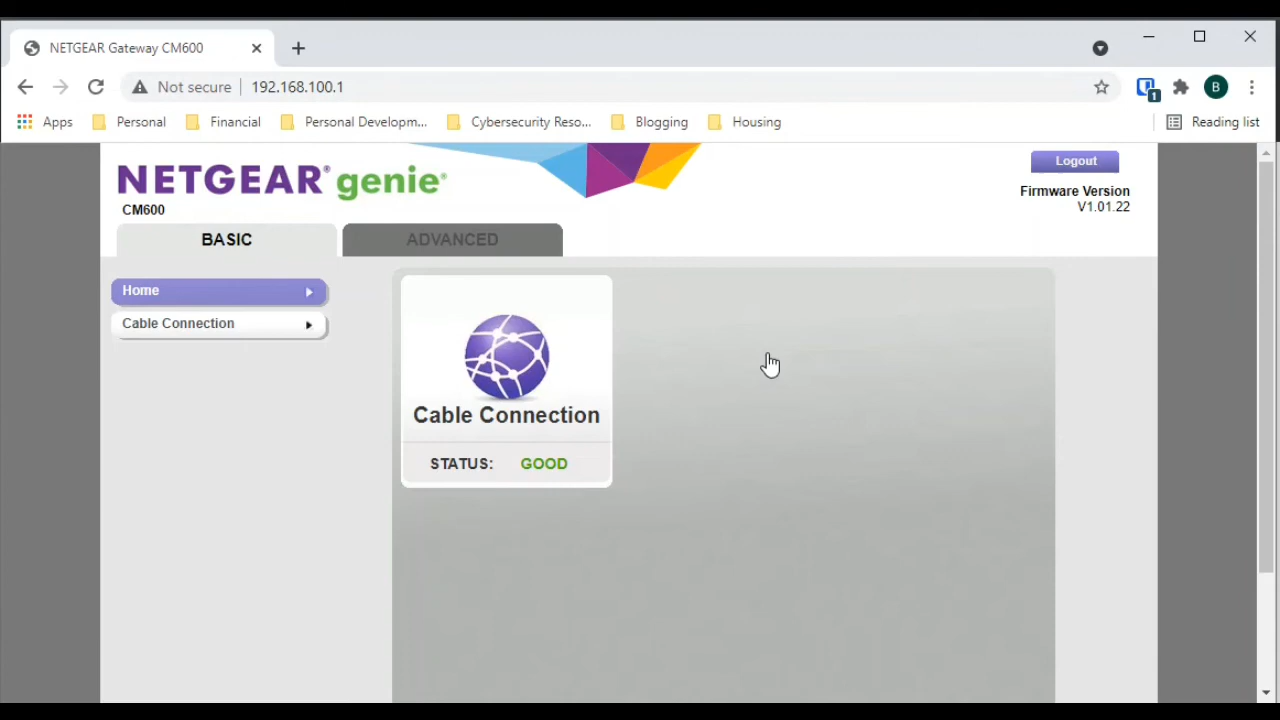 NETGEAR Gateway CM600
Not secure 192.168.100.1
1 B
Apps Personal Financial Personal Developm... Cybersecurity Reso... Blogging Housing Reading list
NETGEAR® genie®
Logout
Firmware Version
V1.01.22
CM600
BASIC ADVANCED
Home
Cable Connection
Cable Connection
STATUS: GOOD